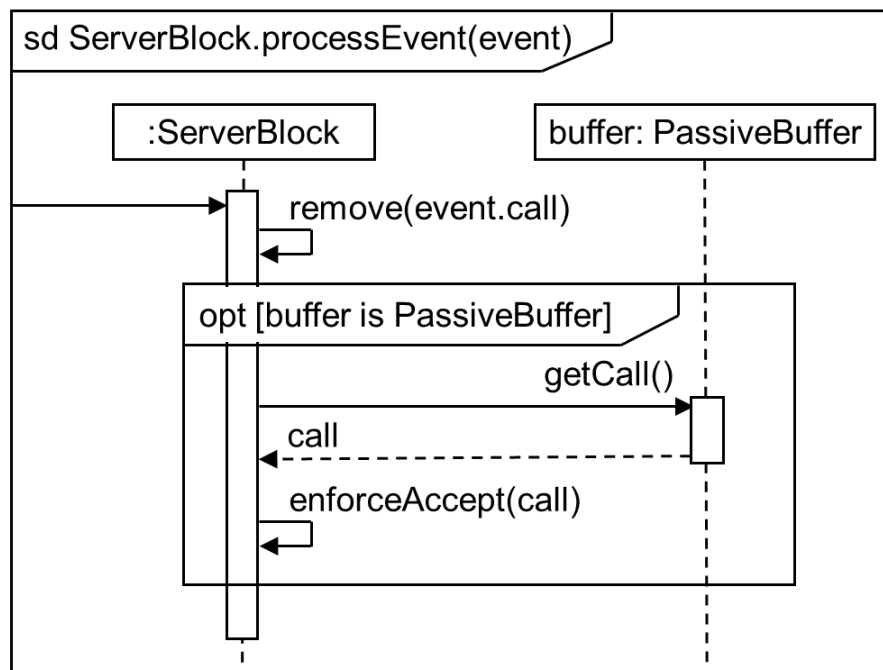 sd ServerBlock.processEvent(event)
:ServerBlock
buffer: PassiveBuffer
remove(event.call)
opt [buffer is PassiveBuffer]
getCall()
call
enforceAccept(call)